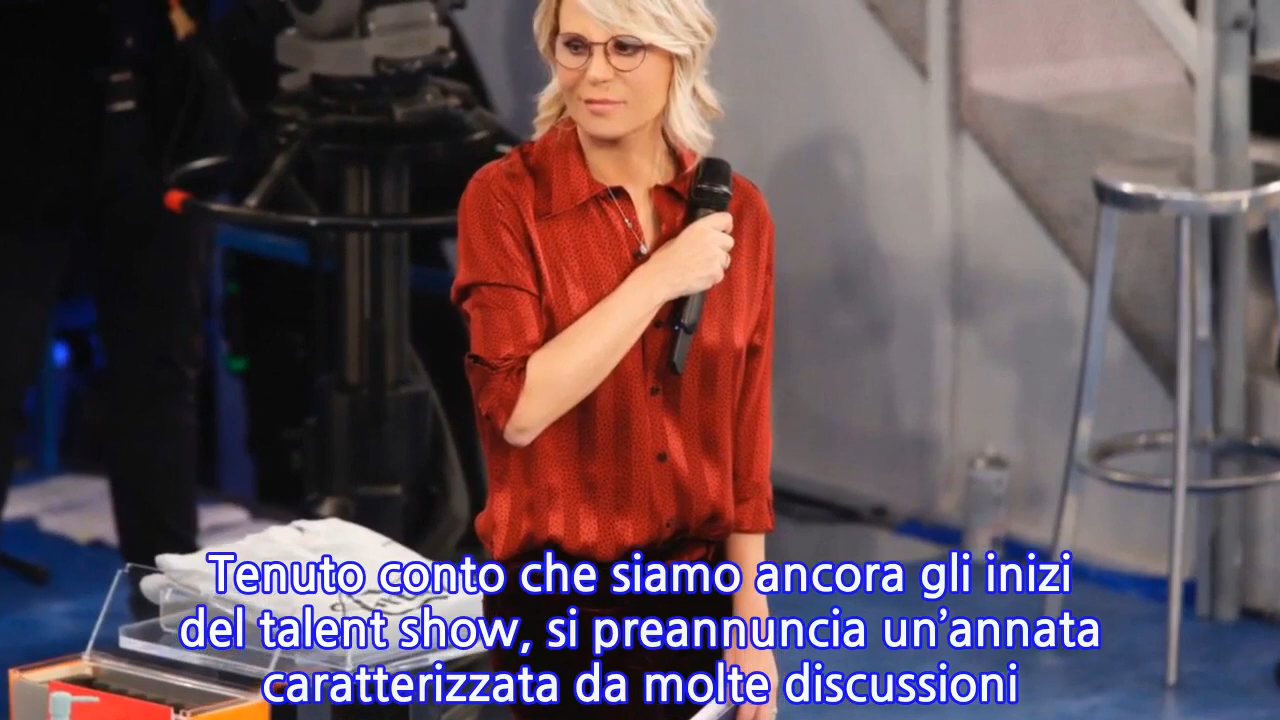 Tenuto conto che siamo ancora gli inizi
del talent show, si preannuncia un'annata
caratterizzata da molte discussioni